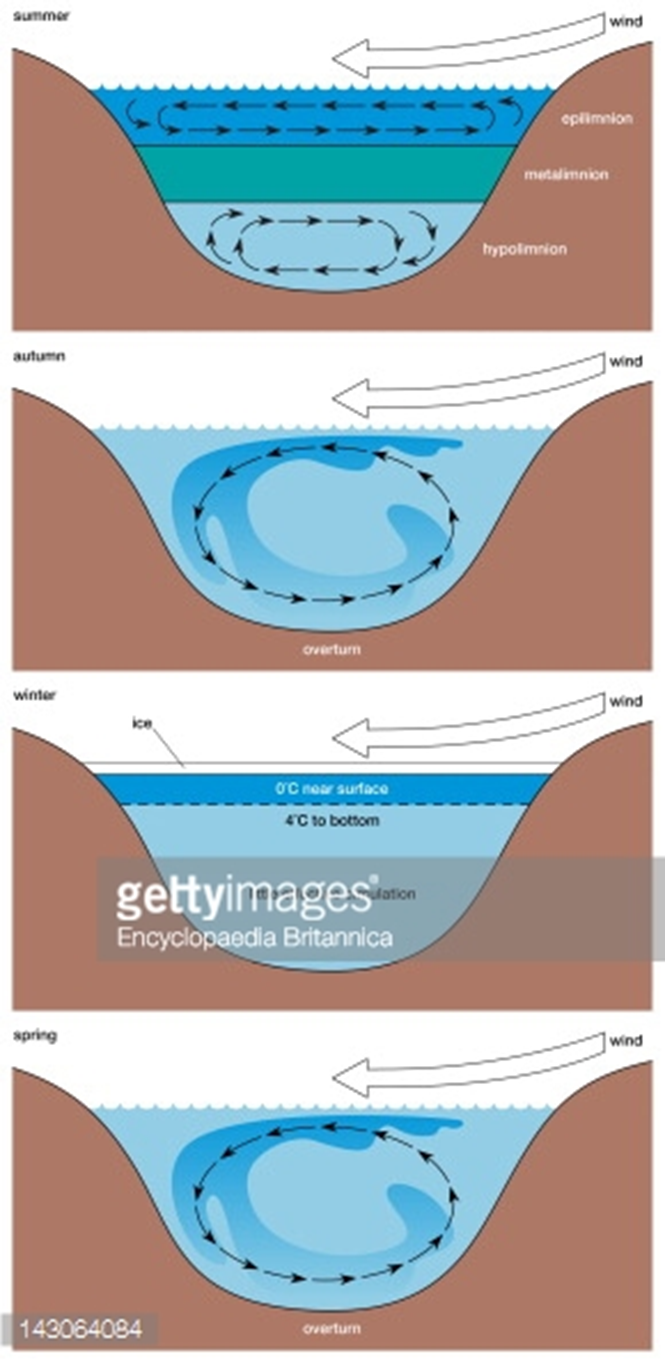 summer
wind
epilimnion
metalimnion
hypolimnion
autumn
wind
overturn
winter
wind
ice
0°C near surface
4°C to bottom
gettyimages®
Encyclopaedia Britannica
spring
wind
overturn
143064084